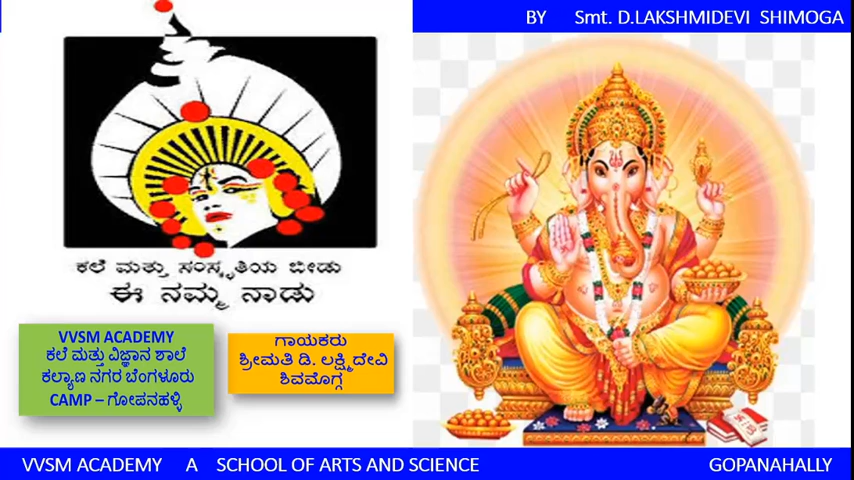 BY Smt. D.LAKSHMIDEVI SHIMOGA
ಕಲೆ ಮತ್ತು ಸಂಸ್ಕೃತಿಯ ಬೀಡು
ಈ ನಮ್ಮ ನಾಡು
VVSM ACADEMY
ಕಲೆ ಮತ್ತು ವಿಜ್ಞಾನ ಶಾಲೆ
ಕಲ್ಯಾಣ ನಗರ ಬೆಂಗಳೂರು
CAMP – ಗೋಪನಹಳ್ಳಿ
ಗಾಯಕರು
ಶ್ರೀಮತಿ ಡಿ. ಲಕ್ಷ್ಮಿದೇವಿ
ಶಿವಮೊಗ್ಗ
VVSM ACADEMY A SCHOOL OF ARTS AND SCIENCE GOPANAHALLY